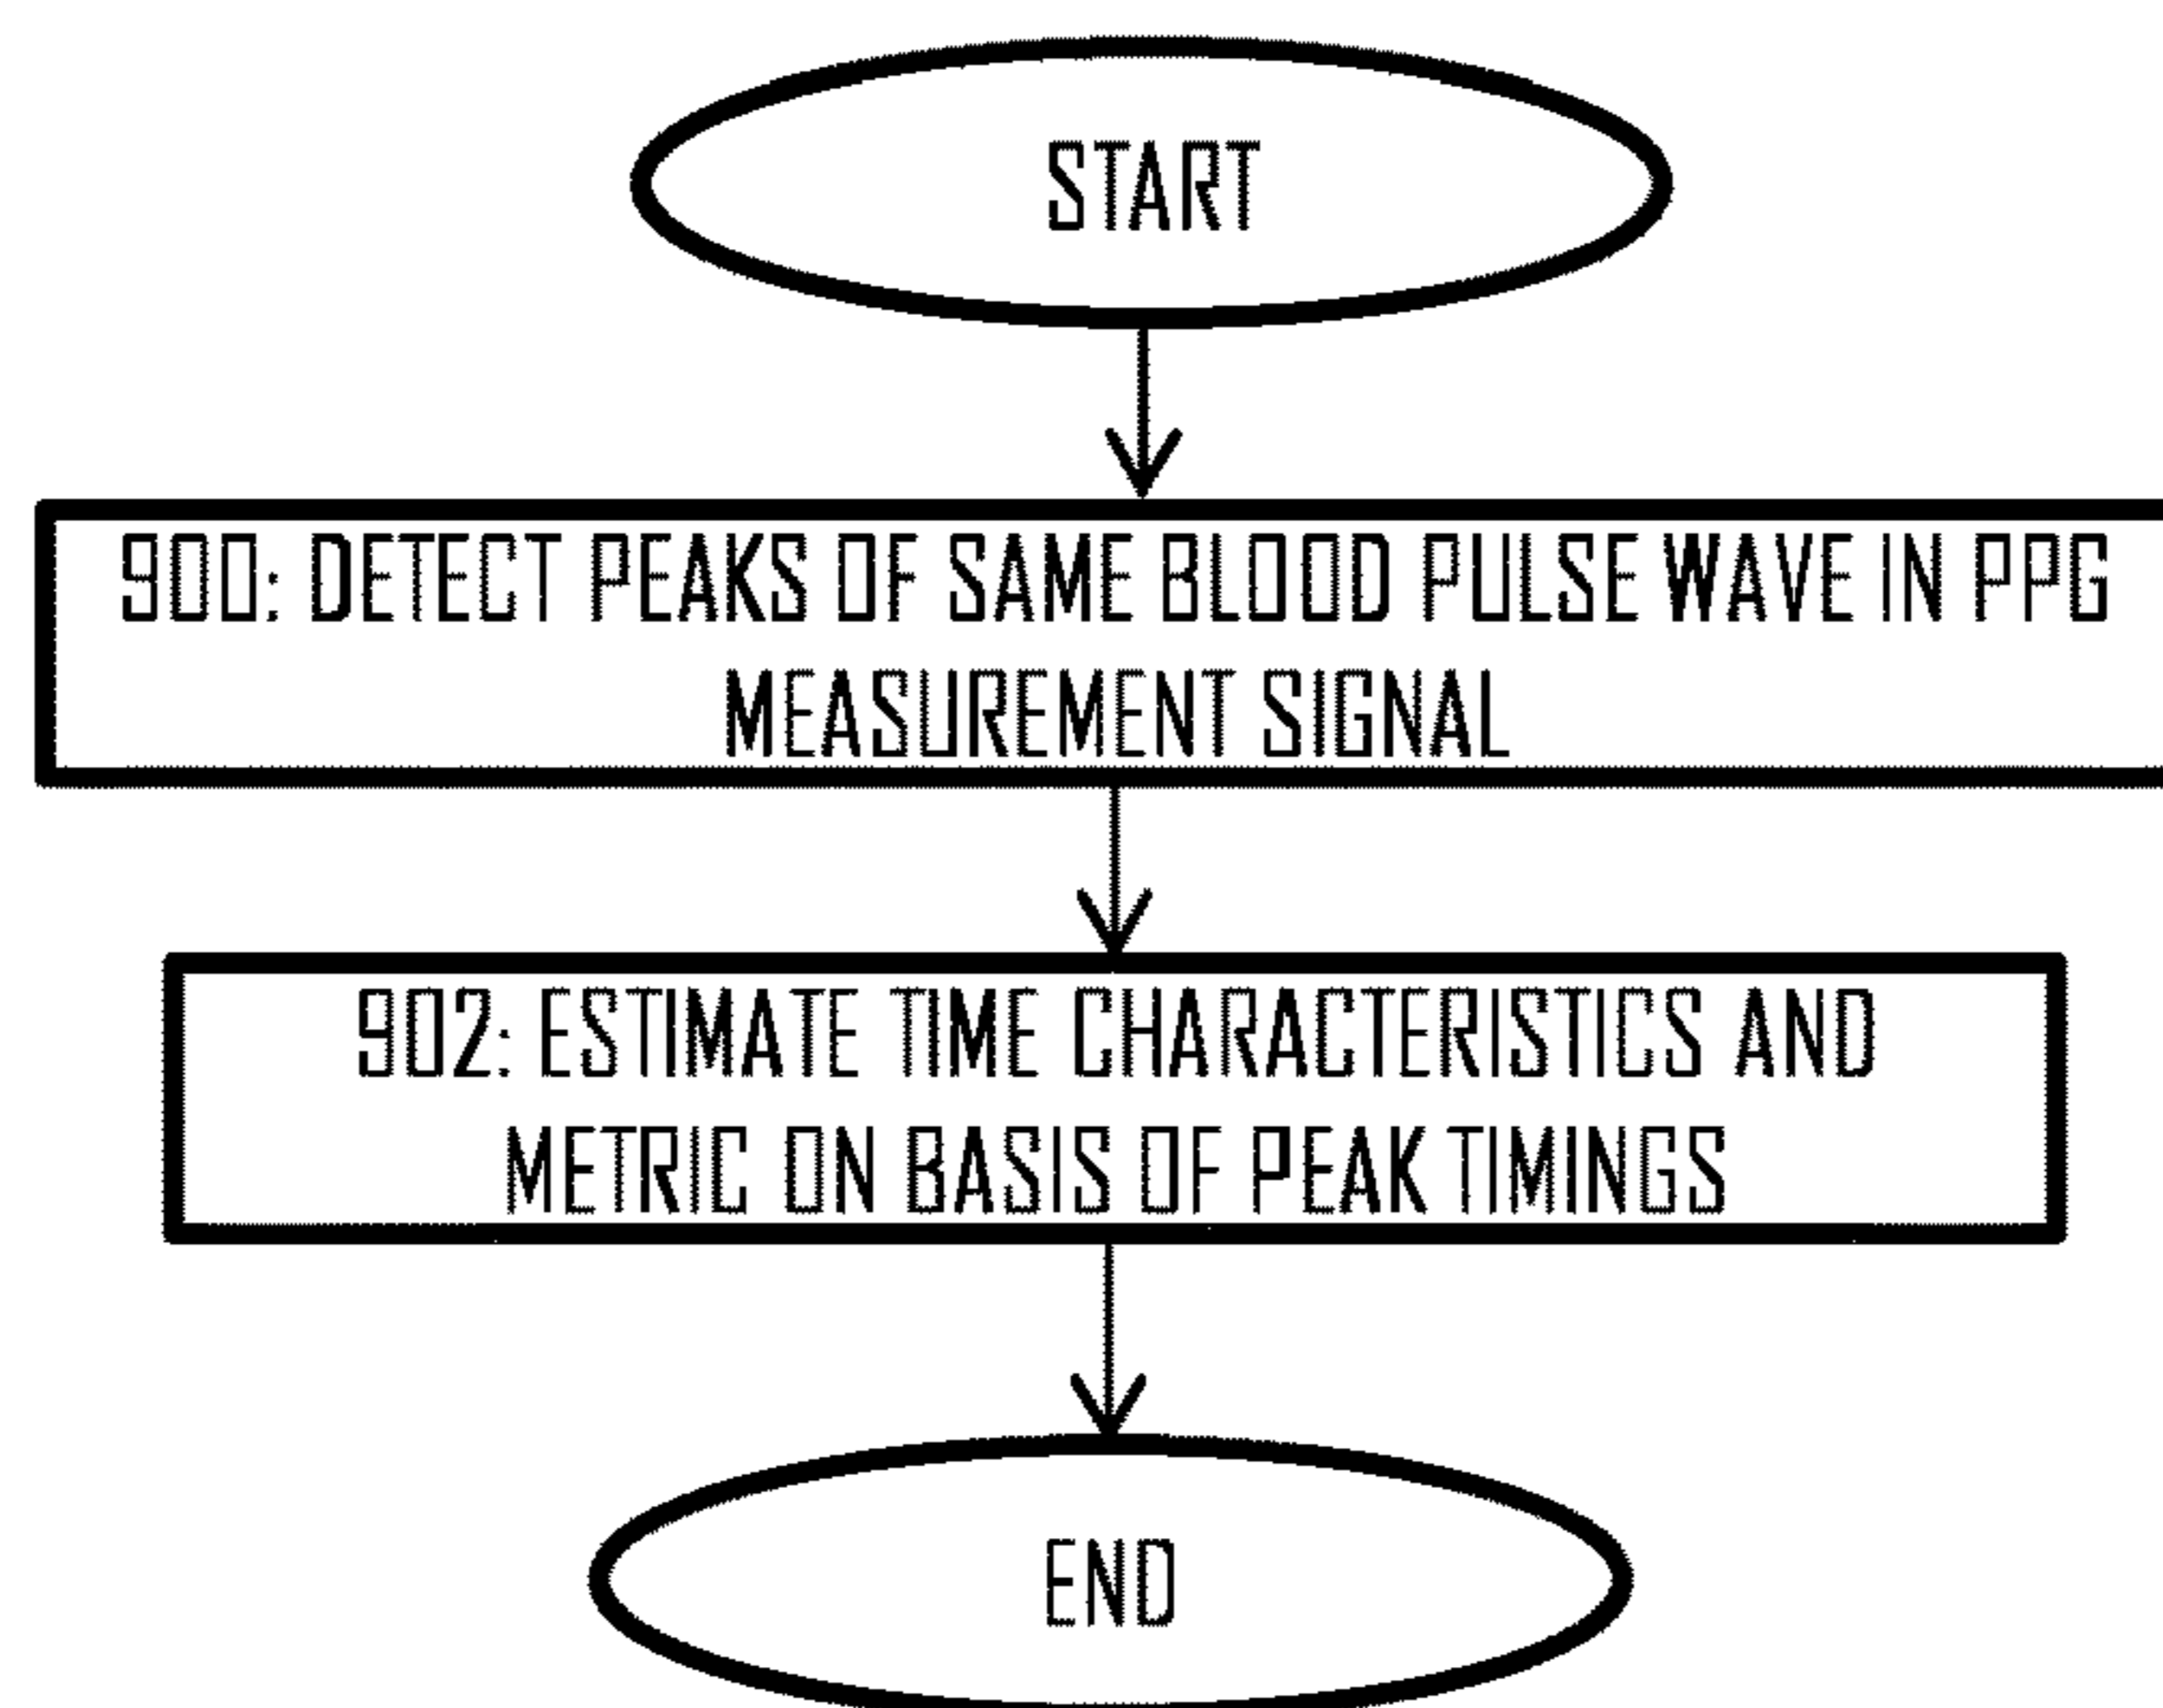 START
900: DETECT PEAKS OF SAME BLOOD PULSE WAVE IN PPG
MEASUREMENT SIGNAL
902: ESTIMATE TIME CHARACTERISTICS AND
METRIC ON BASIS OF PEAK TIMINGS
END